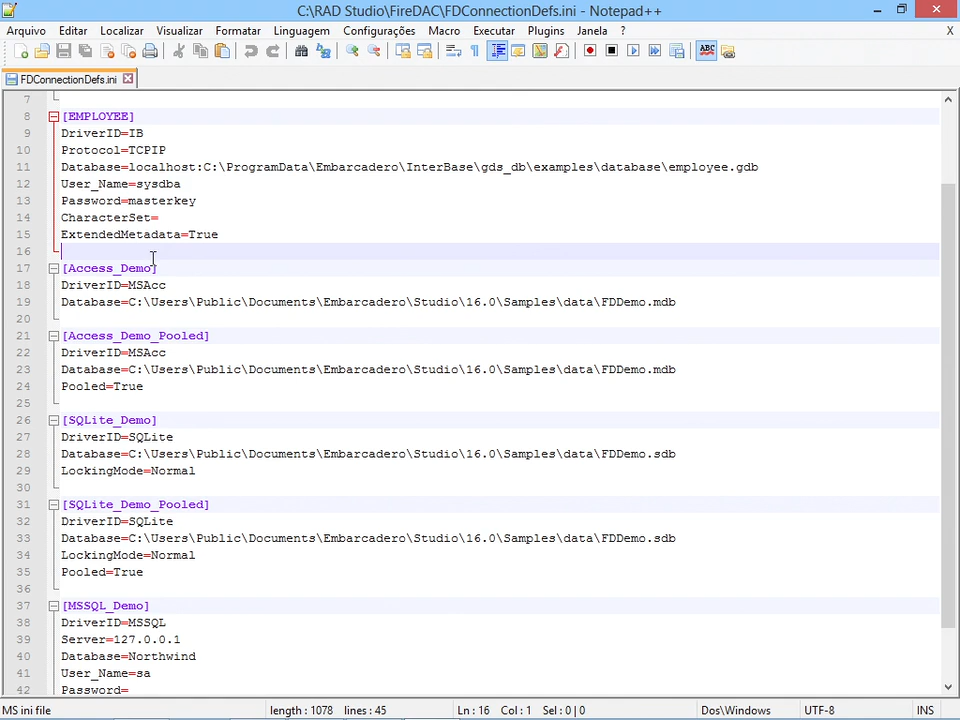 C:\RAD Studio\FireDAC\FDConnectionDefs.ini - Notepad++
Arquivo Editar Localizar Visualizar Formatar Linguagem Configurações Macro Executar Plugins Janela ? X
ABC
FDConnectionDefs.ini
7
8 [EMPLOYEE]
9 DriverID=IB
10 Protocol=TCPIP
11 Database=localhost:C:\ProgramData\Embarcadero\InterBase\gds_db\examples\database\employee.gdb
12 User_Name=sysdba
13 Password=masterkey
14 CharacterSet=
15 ExtendedMetadata=True
16
17 [Access_Demo]
18 DriverID=MSAcc
19 Database=C:\Users\Public\Documents\Embarcadero\Studio\16.0\Samples\data\FDDemo.mdb
20
21 [Access_Demo_Pooled]
22 DriverID=MSAcc
23 Database=C:\Users\Public\Documents\Embarcadero\Studio\16.0\Samples\data\FDDemo.mdb
24 Pooled=True
25
26 [SQLite_Demo]
27 DriverID=SQLite
28 Database=C:\Users\Public\Documents\Embarcadero\Studio\16.0\Samples\data\FDDemo.sdb
29 LockingMode=Normal
30
31 [SQLite_Demo_Pooled]
32 DriverID=SQLite
33 Database=C:\Users\Public\Documents\Embarcadero\Studio\16.0\Samples\data\FDDemo.sdb
34 LockingMode=Normal
35 Pooled=True
36
37 [MSSQL_Demo]
38 DriverID=MSSQL
39 Server=127.0.0.1
40 Database=Northwind
41 User_Name=sa
42 Password=
MS ini file length : 1078 lines : 45 Ln : 16 Col : 1 Sel : 0 | 0 Dos\Windows UTF-8 INS